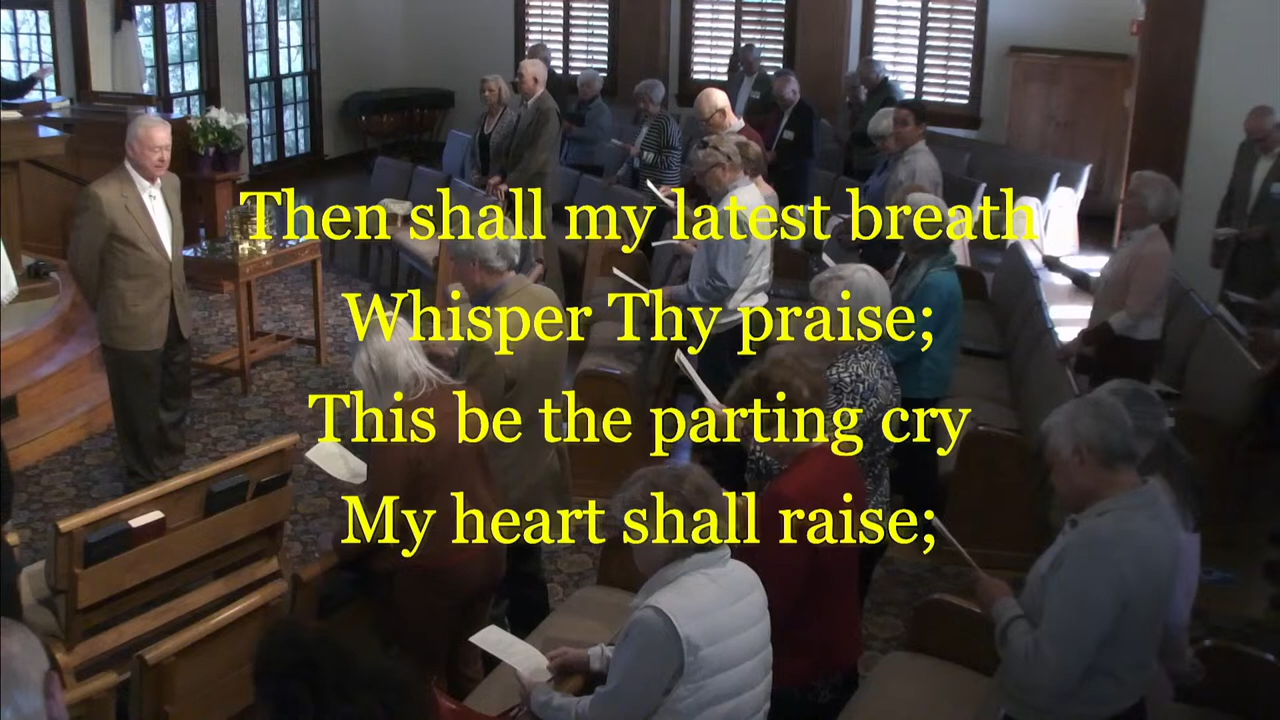 Then shall my latest breath
Whisper Thy praise;
This be the parting cry
My heart shall raise;